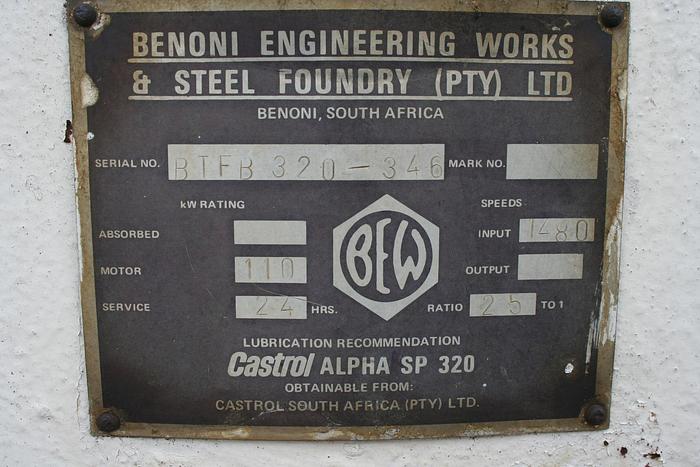 BENONI ENGINEERING WORKS
& STEEL FOUNDRY (PTY) LTD
BENONI, SOUTH AFRICA
SERIAL NO. BTFB 320-346 MARK NO.
kW RATING SPEEDS
ABSORBED INPUT 1480
MOTOR 110 OUTPUT
BEW
SERVICE 24 HRS. RATIO 25 TO 1
LUBRICATION RECOMMENDATION
Castrol ALPHA SP 320
OBTAINABLE FROM:
CASTROL SOUTH AFRICA (PTY) LTD.